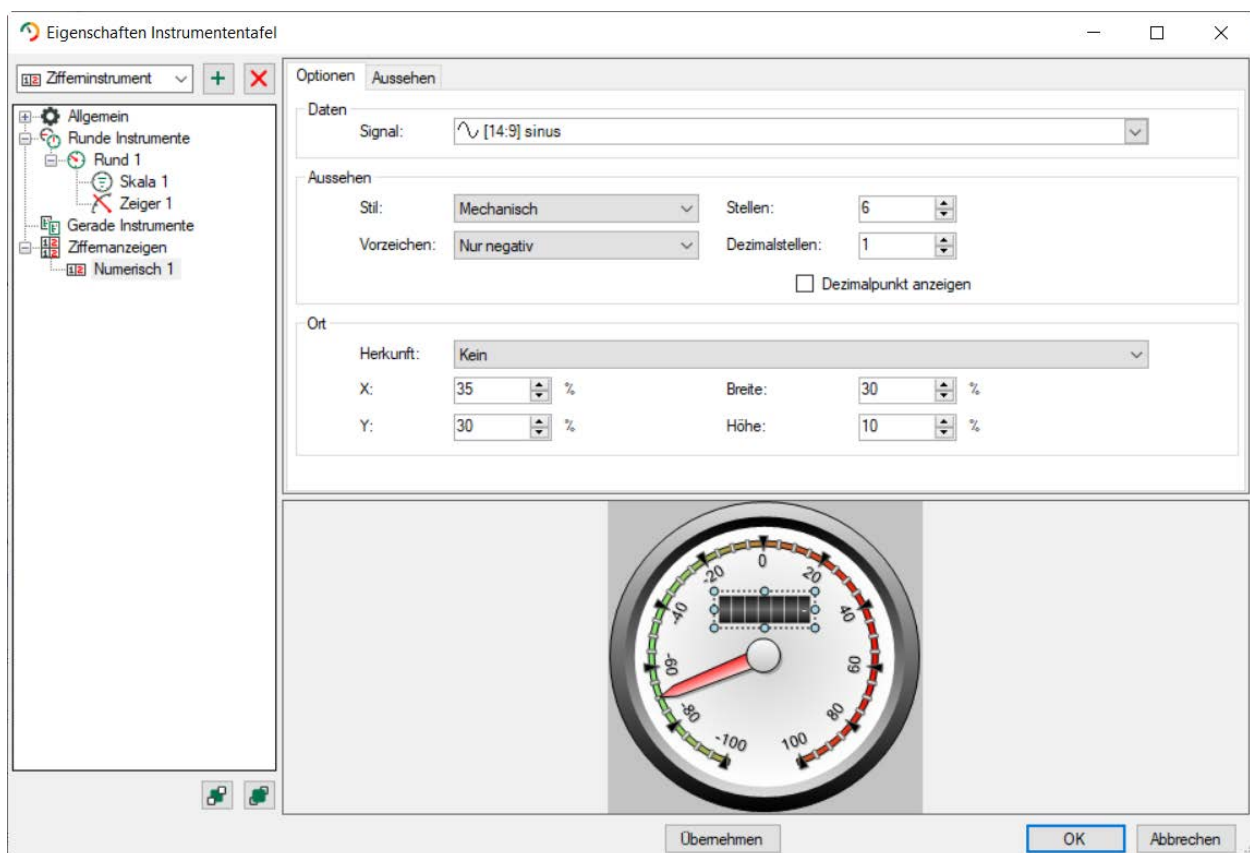 Eigenschaften Instrumententafel
Ziffeminstrument
Allgemein
Runde Instrumente
Rund 1
Skala 1
Zeiger 1
Gerade Instrumente
Ziffernanzeigen
Numerisch 1
Optionen Aussehen
Daten
Signal: [14:9] sinus
Aussehen
Stil: Mechanisch Stellen: 6
Vorzeichen: Nur negativ Dezimalstellen: 1
Dezimalpunkt anzeigen
Ort
Herkunft: Kein
X: 35 % Breite: 30 %
Y: 30 % Höhe: 10 %
-100 -80 -60 -40 -20 0 20 40 60 80 100
Übernehmen OK Abbrechen